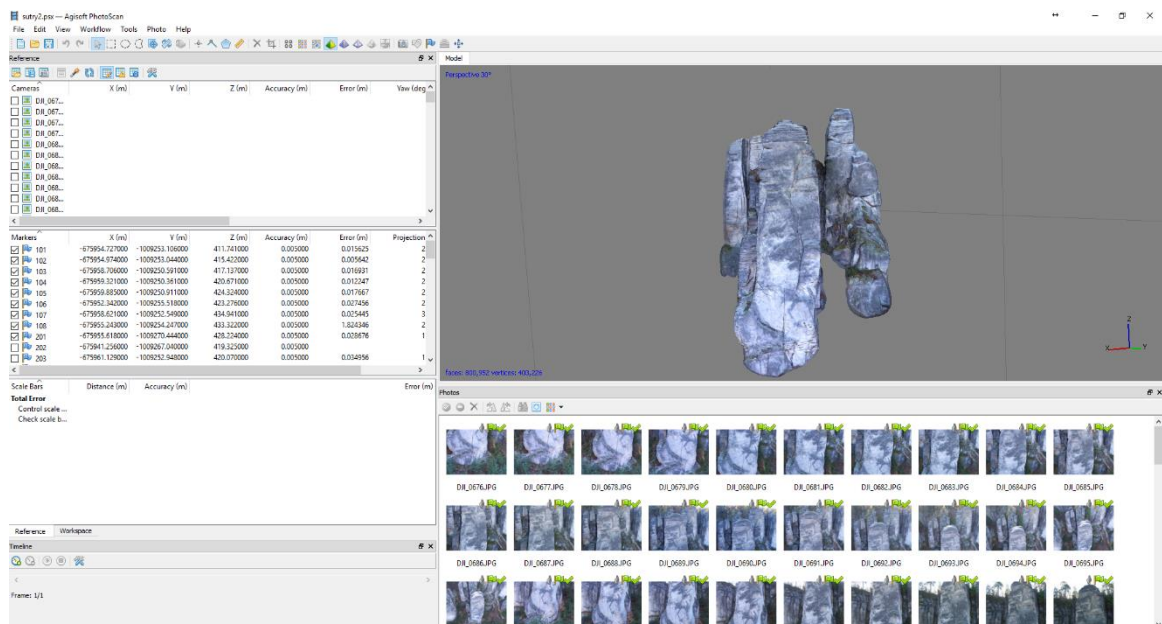 sutry2.psx — Agisoft PhotoScan
File Edit View Workflow Tools Photo Help
Reference
Cameras X (m) Y (m) Z (m) Accuracy (m) Error (m) Yaw (deg
DJI_067...
DJI_067...
DJI_067...
DJI_067...
DJI_068...
DJI_068...
DJI_068...
DJI_068...
DJI_068...
DJI_068...
DJI_068...
Markers X (m) Y (m) Z (m) Accuracy (m) Error (m) Projection
101 -675954.727000 -1009253.106000 411.741000 0.005000 0.015625 2
102 -675954.974000 -1009253.044000 415.422000 0.005000 0.005642 2
103 -675958.706000 -1009250.591000 417.137000 0.005000 0.016931 2
104 -675959.321000 -1009250.361000 420.671000 0.005000 0.012247 2
105 -675959.885000 -1009250.911000 424.324000 0.005000 0.017667 2
106 -675952.342000 -1009255.518000 423.276000 0.005000 0.027456 2
107 -675958.621000 -1009252.549000 434.941000 0.005000 0.025445 3
108 -675955.243000 -1009254.247000 433.322000 0.005000 1.824346 2
201 -675955.618000 -1009270.444000 428.224000 0.005000 0.028676 1
202 -675941.256000 -1009267.040000 419.325000 0.005000
203 -675961.129000 -1009252.948000 420.070000 0.005000 0.034956 1
Scale Bars Distance (m) Accuracy (m) Error (m)
Total Error
Control scale ...
Check scale b...
Reference Workspace
Timeline
Frame: 1/1
Model
Perspective 30°
Z
X
Y
faces: 800,952 vertices: 403,226
Photos
DJI_0676.JPG DJI_0677.JPG DJI_0678.JPG DJI_0679.JPG DJI_0680.JPG DJI_0681.JPG DJI_0682.JPG DJI_0683.JPG DJI_0684.JPG DJI_0685.JPG
DJI_0686.JPG DJI_0687.JPG DJI_0688.JPG DJI_0689.JPG DJI_0690.JPG DJI_0691.JPG DJI_0692.JPG DJI_0693.JPG DJI_0694.JPG DJI_0695.JPG